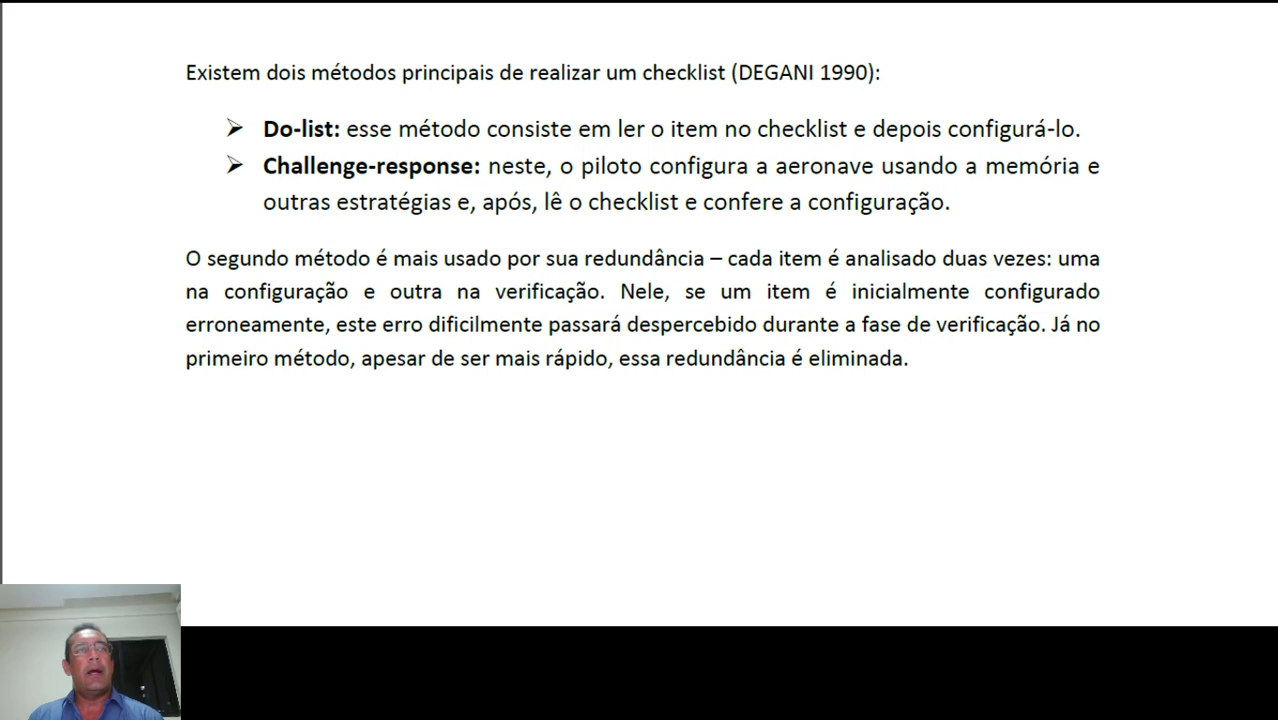 Existem dois métodos principais de realizar um checklist (DEGANI 1990):
➢ Do-list: esse método consiste em ler o item no checklist e depois configurá-lo.
➢ Challenge-response: neste, o piloto configura a aeronave usando a memória e
outras estratégias e, após, lê o checklist e confere a configuração.
O segundo método é mais usado por sua redundância – cada item é analisado duas vezes: uma
na configuração e outra na verificação. Nele, se um item é inicialmente configurado
erroneamente, este erro dificilmente passará despercebido durante a fase de verificação. Já no
primeiro método, apesar de ser mais rápido, essa redundância é eliminada.